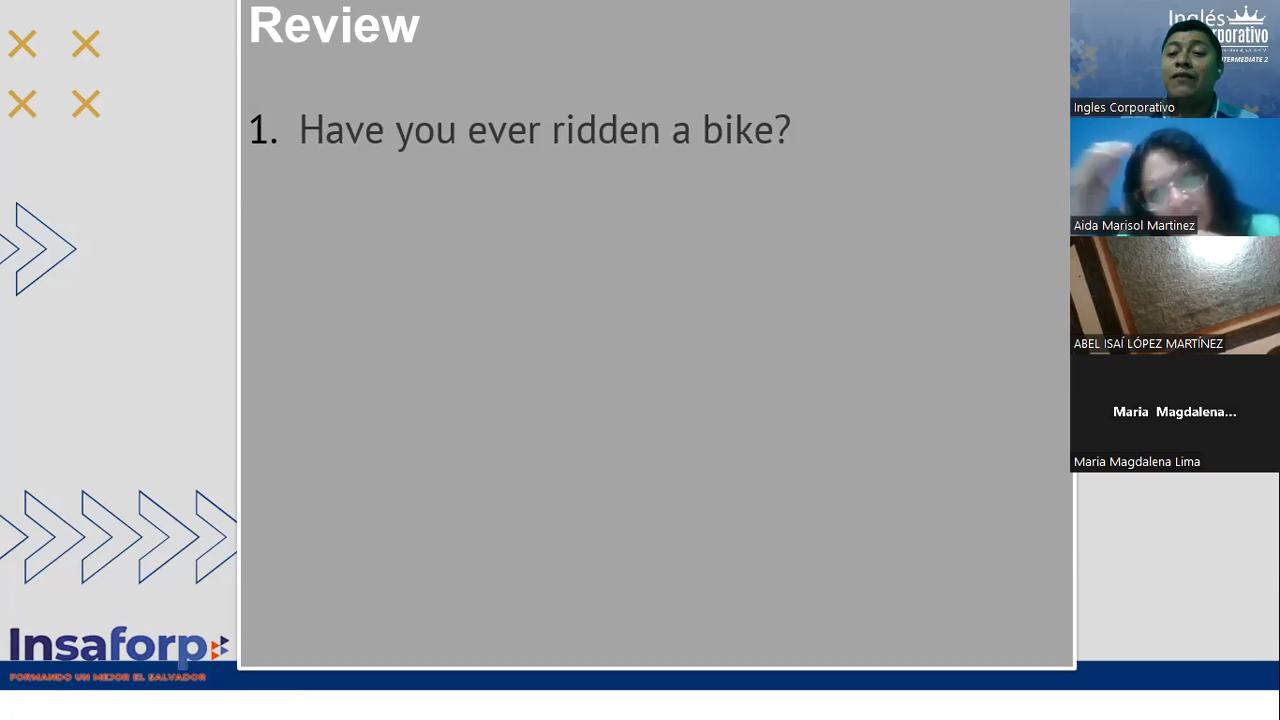 Review
1. Have you ever ridden a bike?
Inglés
Corporativo
INTERMEDIATE 2
Ingles Corporativo
Aida Marisol Martinez
ABEL ISAÍ LÓPEZ MARTÍNEZ
Maria Magdalena...
Maria Magdalena Lima
Insaforp
FORMANDO UN MEJOR EL SALVADOR